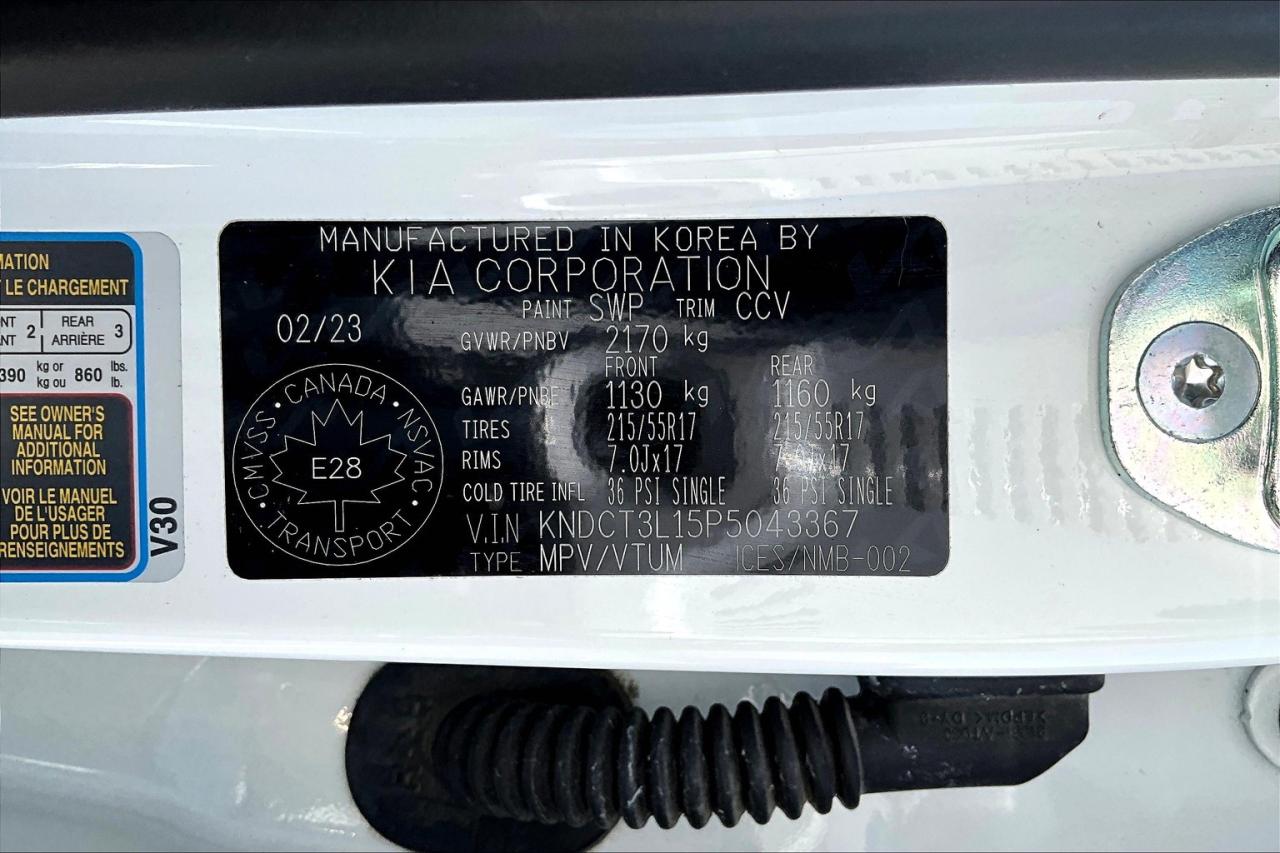 MATION
T LE CHARGEMENT
NT 2 REAR 3
ANT ARRIÈRE
390 kg or 860 lbs.
kg ou lb.
SEE OWNER'S
MANUAL FOR
ADDITIONAL
INFORMATION
VOIR LE MANUEL
DE L'USAGER
POUR PLUS DE
RENSEIGNEMENTS
V30
MANUFACTURED IN KOREA BY
KIA CORPORATION
PAINT SWP TRIM CCV
02/23
GVWR/PNBV 2170 kg
FRONT REAR
GAWR/PNBE 1130 kg 1160 kg
TIRES 215/55R17 215/55R17
RIMS 7.0Jx17 7.0Jx17
COLD TIRE INFL 36 PSI SINGLE 36 PSI SINGLE
V.I.N KNDCT3L15P5043367
TYPE MPV/VTUM ICES/NMB-002
CMVSS · CANADA · NSVAC · TRANSPORT ·
E28